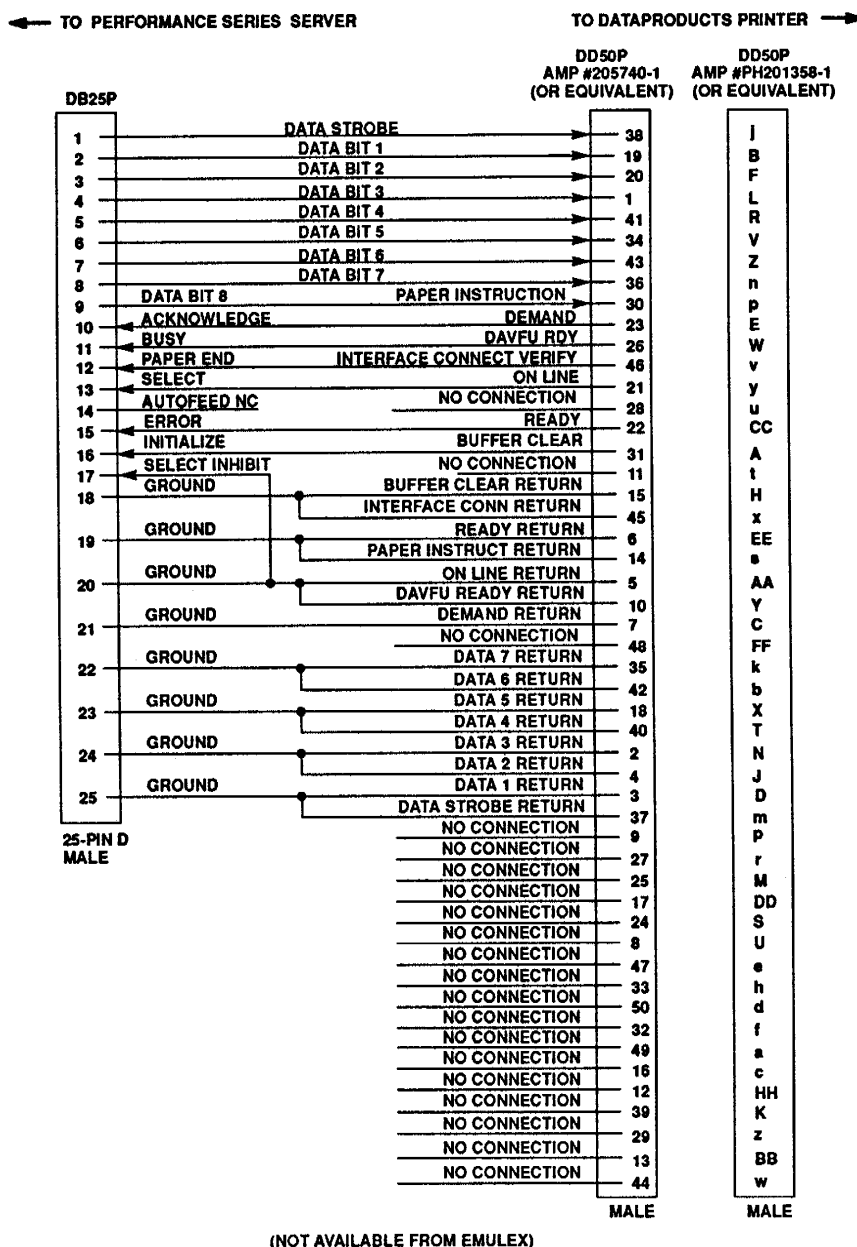 TO PERFORMANCE SERIES SERVER TO DATAPRODUCTS PRINTER
DD50P DD50P
AMP #205740-1 AMP #PH201358-1
(OR EQUIVALENT) (OR EQUIVALENT)
DB25P
1 DATA STROBE 38 j
2 DATA BIT 1 19 B
3 DATA BIT 2 20 F
4 DATA BIT 3 1 L
5 DATA BIT 4 41 R
6 DATA BIT 5 34 V
7 DATA BIT 6 43 Z
8 DATA BIT 7 36 n
9 DATA BIT 8 PAPER INSTRUCTION 30 p
10 ACKNOWLEDGE DEMAND 23 E
11 BUSY DAVFU RDY 26 W
12 PAPER END INTERFACE CONNECT VERIFY 46 v
13 SELECT ON LINE 21 y
14 AUTOFEED NC NO CONNECTION 28 u
15 ERROR READY 22 CC
16 INITIALIZE BUFFER CLEAR 31 A
17 SELECT INHIBIT NO CONNECTION 11 t
18 GROUND BUFFER CLEAR RETURN 15 H
INTERFACE CONN RETURN 45 x
19 GROUND READY RETURN 6 EE
PAPER INSTRUCT RETURN 14 s
20 GROUND ON LINE RETURN 5 AA
DAVFU READY RETURN 10 Y
21 GROUND DEMAND RETURN 7 C
NO CONNECTION 48 FF
22 GROUND DATA 7 RETURN 35 k
DATA 6 RETURN 42 b
23 GROUND DATA 5 RETURN 18 X
DATA 4 RETURN 40 T
24 GROUND DATA 3 RETURN 2 N
DATA 2 RETURN 4 J
25 GROUND DATA 1 RETURN 3 D
DATA STROBE RETURN 37 m
25-PIN D
MALE
NO CONNECTION 9 P
NO CONNECTION 27 r
NO CONNECTION 25 M
NO CONNECTION 17 DD
NO CONNECTION 24 S
NO CONNECTION 8 U
NO CONNECTION 47 e
NO CONNECTION 33 h
NO CONNECTION 50 d
NO CONNECTION 32 f
NO CONNECTION 49 a
NO CONNECTION 16 c
NO CONNECTION 12 HH
NO CONNECTION 39 K
NO CONNECTION 29 z
NO CONNECTION 13 BB
NO CONNECTION 44 w
MALE MALE
(NOT AVAILABLE FROM EMULEX)